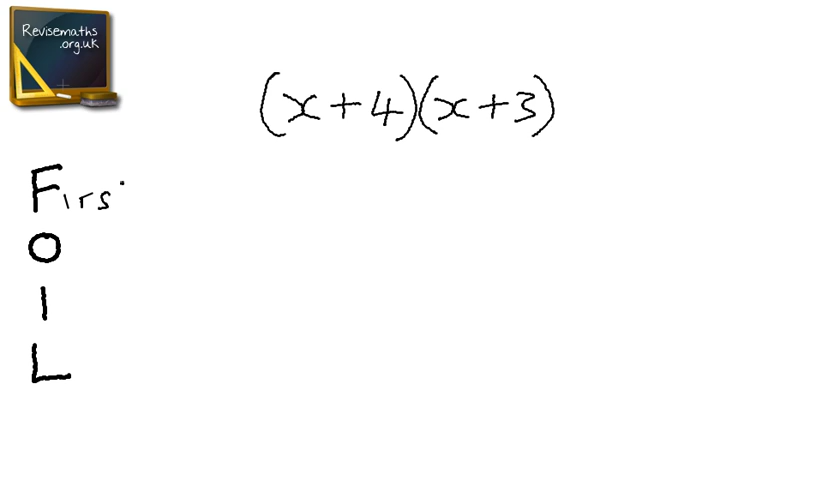 Revisemaths
.org.uk
(x+4)(x+3)
Firs
O
I
L